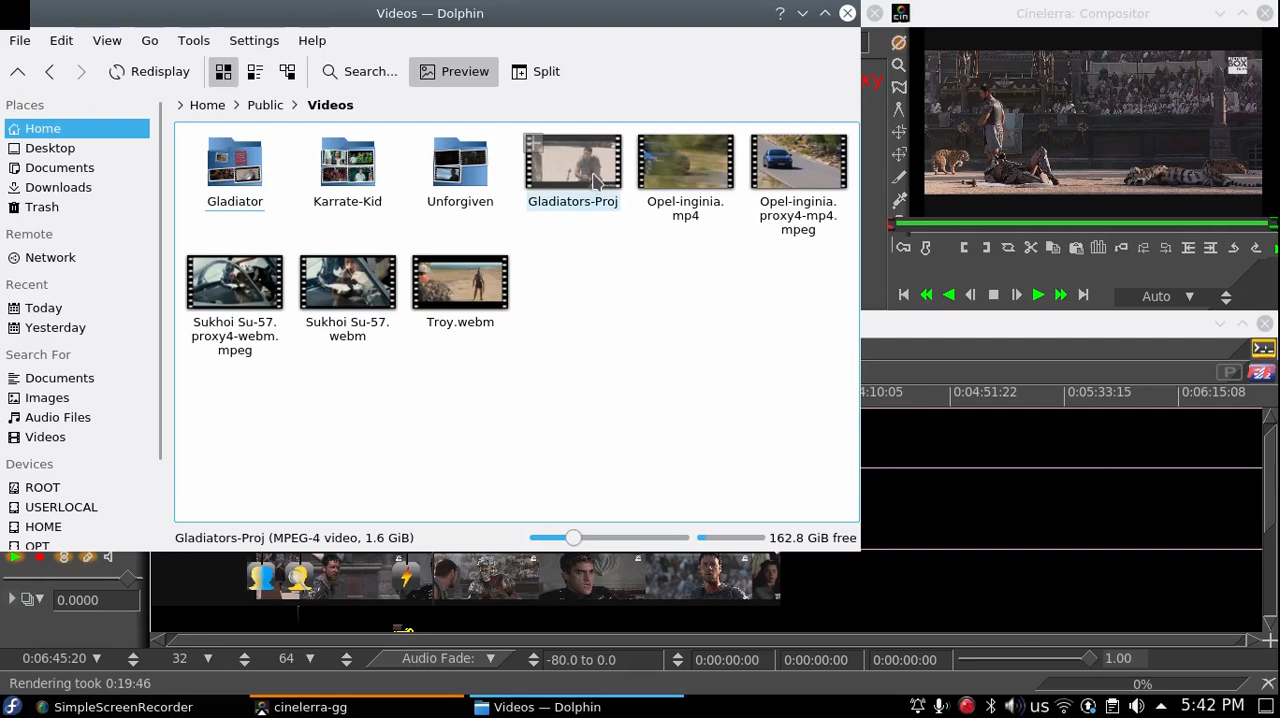 Videos — Dolphin
?
cin
Cinelerra: Compositor
File Edit View Go Tools Settings Help
Redisplay Search... Preview Split
xy
Places
Home
Desktop
Documents
Downloads
Trash
Remote
Network
Recent
Today
Yesterday
Search For
Documents
Images
Audio Files
Videos
Devices
ROOT
USERLOCAL
HOME
OPT
Home Public Videos
Gladiator
Karrate-Kid
Unforgiven
Gladiators-Proj
Opel-inginia.
mp4
Opel-inginia.
proxy4-mp4.
mpeg
Sukhoi Su-57.
proxy4-webm.
mpeg
Sukhoi Su-57.
webm
Troy.webm
Gladiators-Proj (MPEG-4 video, 1.6 GiB)
162.8 GiB free
BOX
Auto
P
4:10:05 0:04:51:22 0:05:33:15 0:06:15:08
0.0000
0:06:45:20 32 64 Audio Fade: -80.0 to 0.0 0:00:00:00 0:00:00:00 0:00:00:00 1.00
Rendering took 0:19:46
0%
SimpleScreenRecorder
cinelerra-gg
Videos — Dolphin
us
5:42 PM